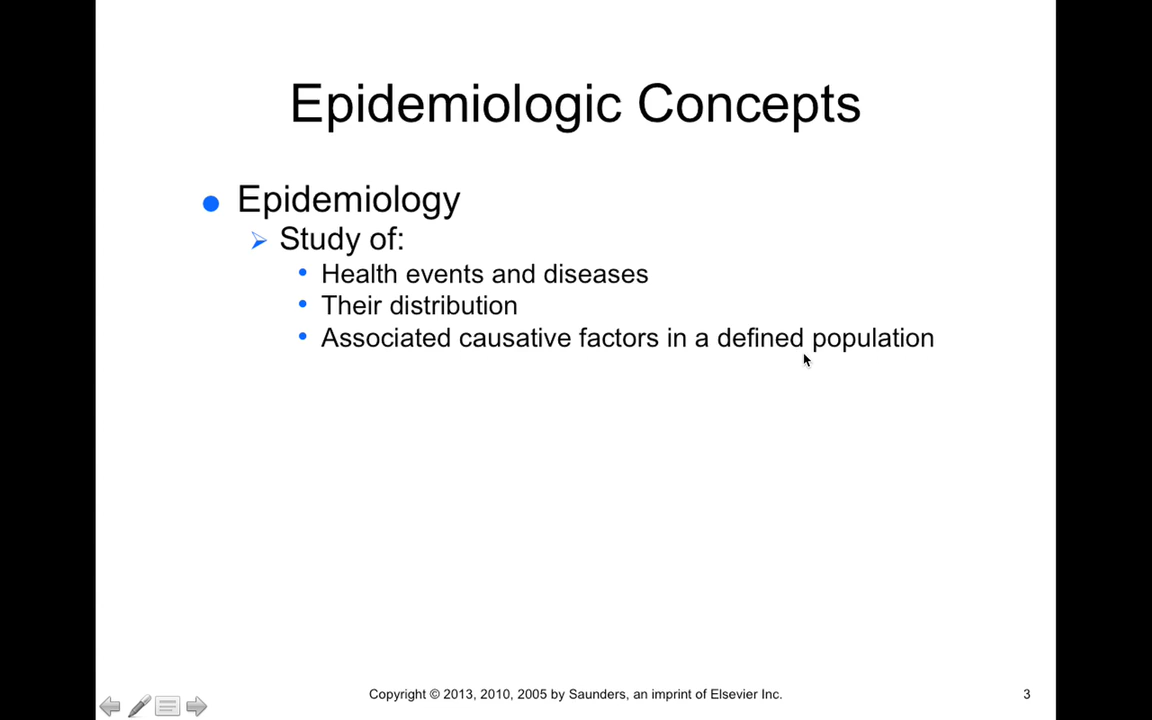 Epidemiologic Concepts
Epidemiology
Study of:
Health events and diseases
Their distribution
Associated causative factors in a defined population
Copyright © 2013, 2010, 2005 by Saunders, an imprint of Elsevier Inc.
3